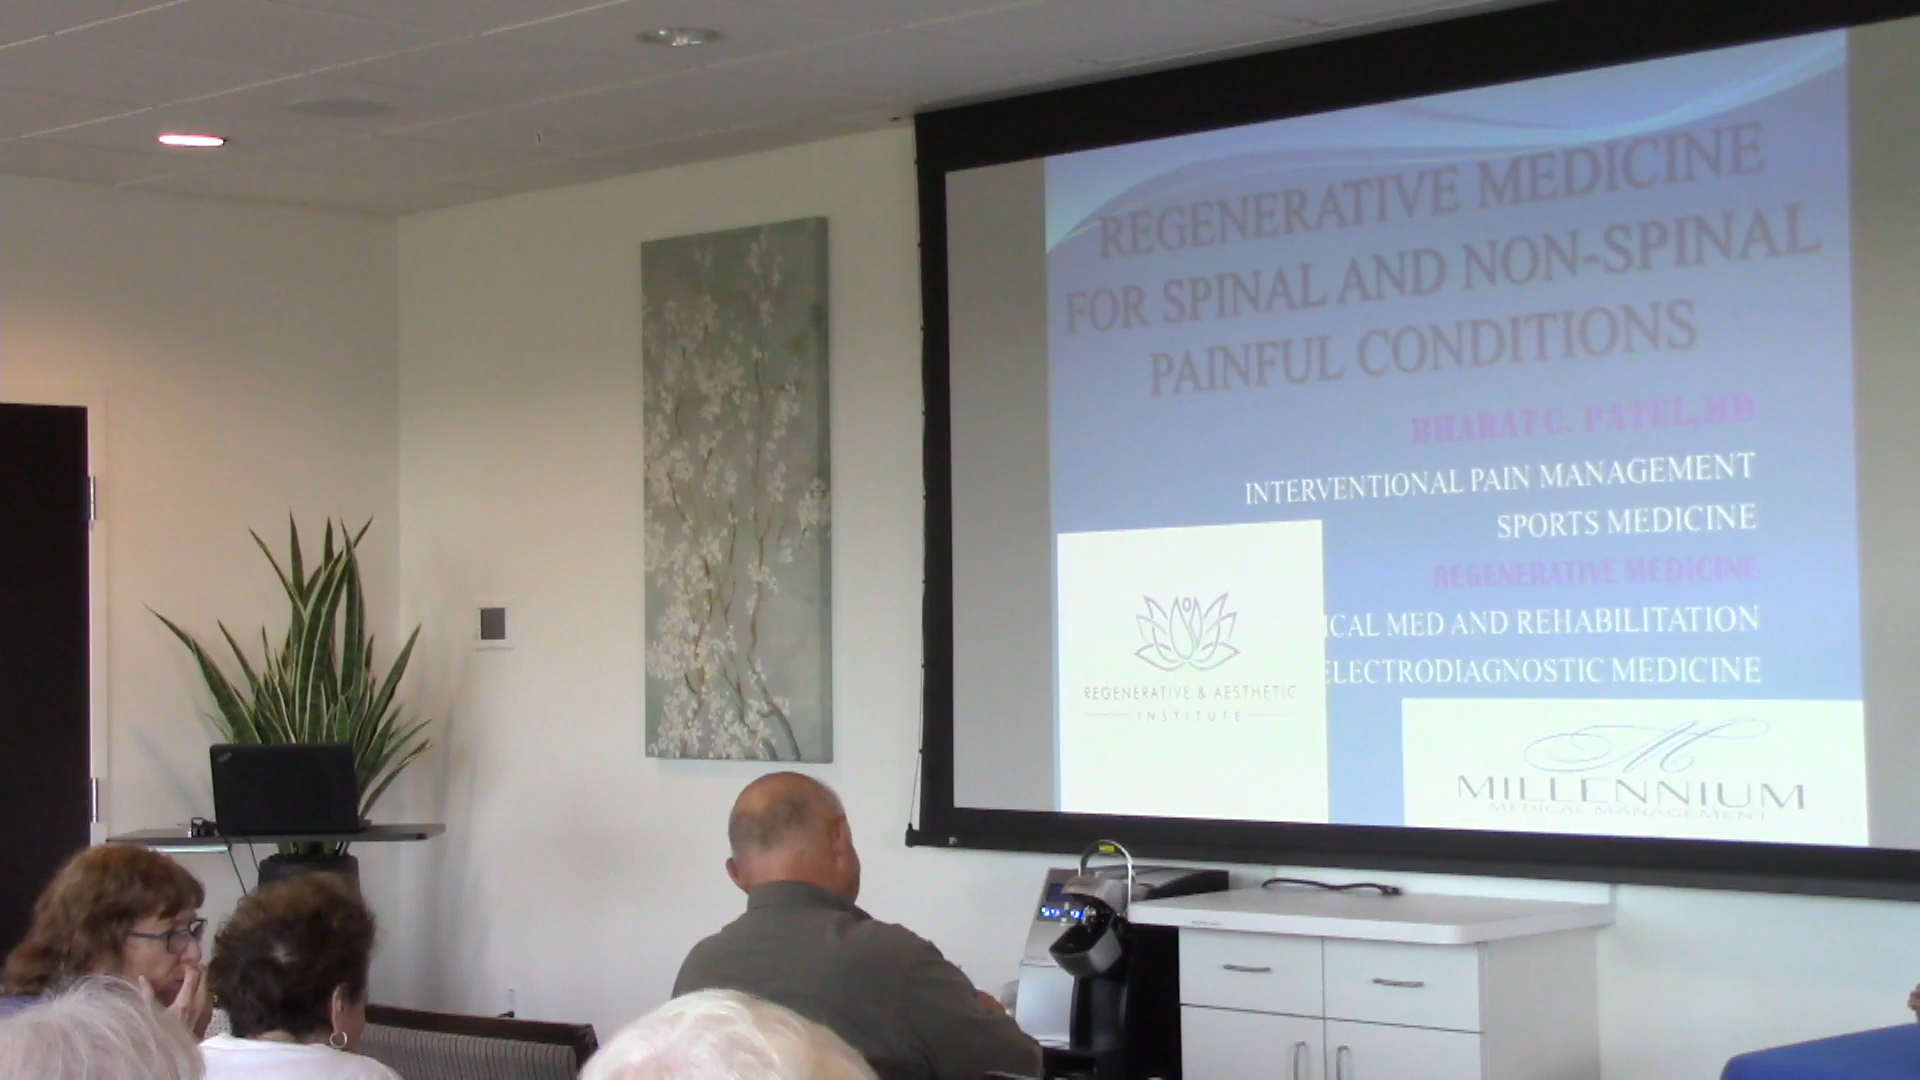 REGENERATIVE MEDICINE
FOR SPINAL AND NON-SPINAL
PAINFUL CONDITIONS
BHARAT C. PATEL, MD
INTERVENTIONAL PAIN MANAGEMENT
SPORTS MEDICINE
REGENERATIVE MEDICINE
ICAL MED AND REHABILITATION
ELECTRODIAGNOSTIC MEDICINE
REGENERATIVE & AESTHETIC
INSTITUTE
M
MILLENNIUM
MEDICAL MANAGEMENT